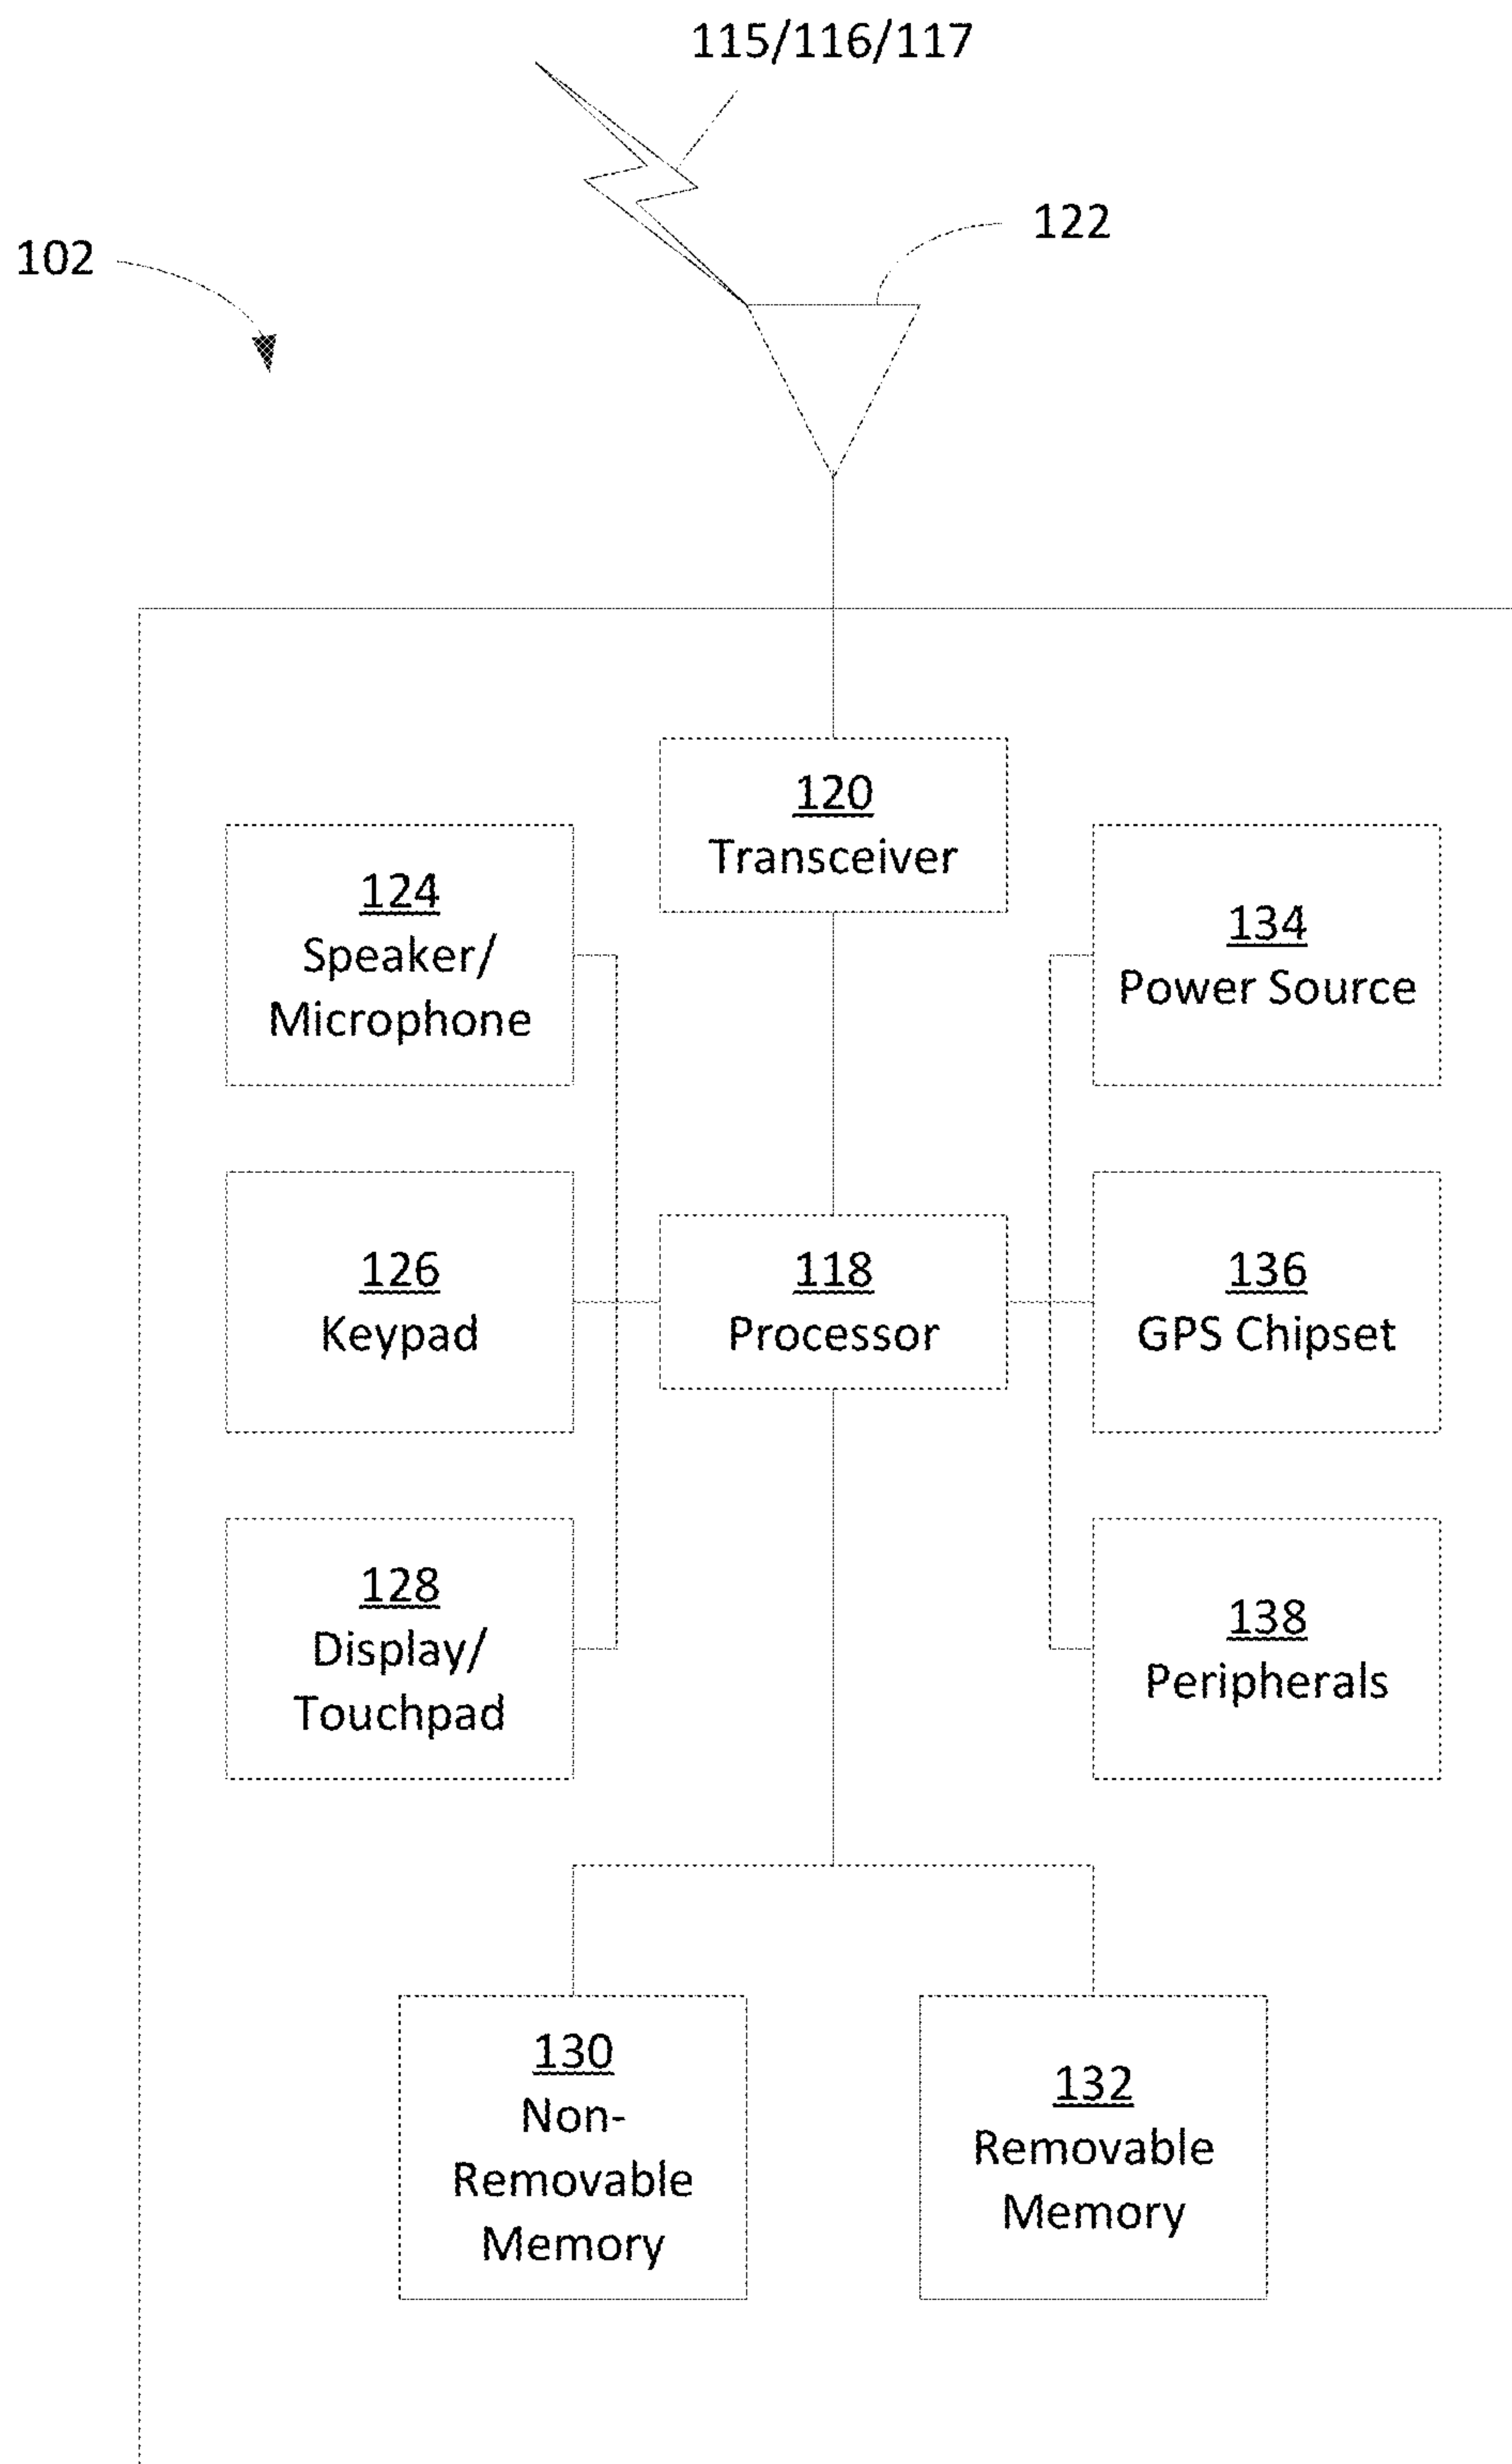 115/116/117
122
102
120
Transceiver
124
Speaker/
Microphone
134
Power Source
126
Keypad
118
Processor
136
GPS Chipset
128
Display/
Touchpad
138
Peripherals
130
Non-
Removable
Memory
132
Removable
Memory